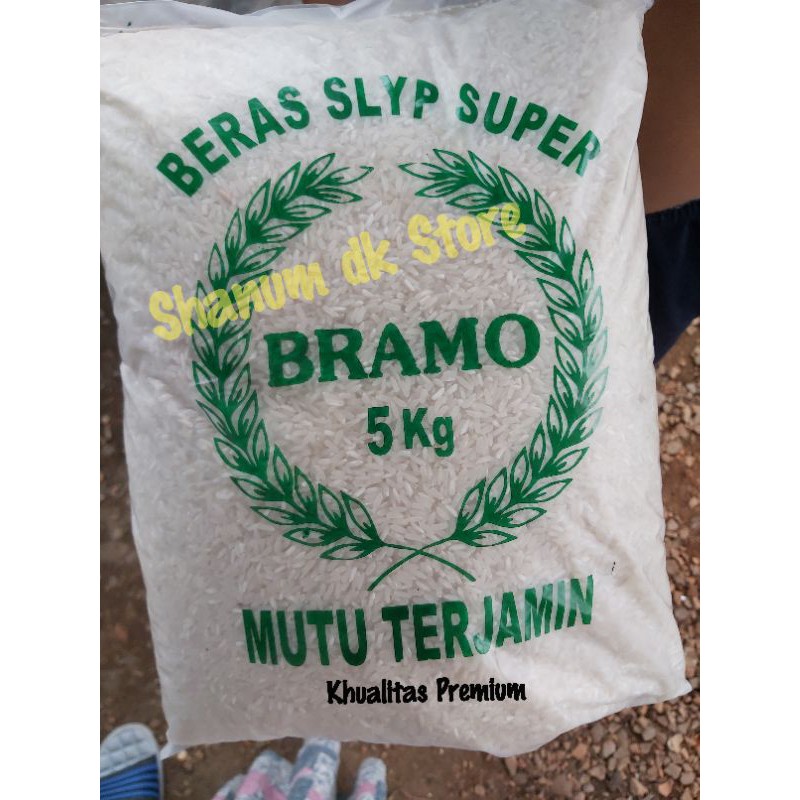 BERAS SLYP SUPER
Shanum dk Store
BRAMO
5 Kg
MUTU TERJAMIN
Khualitas Premium